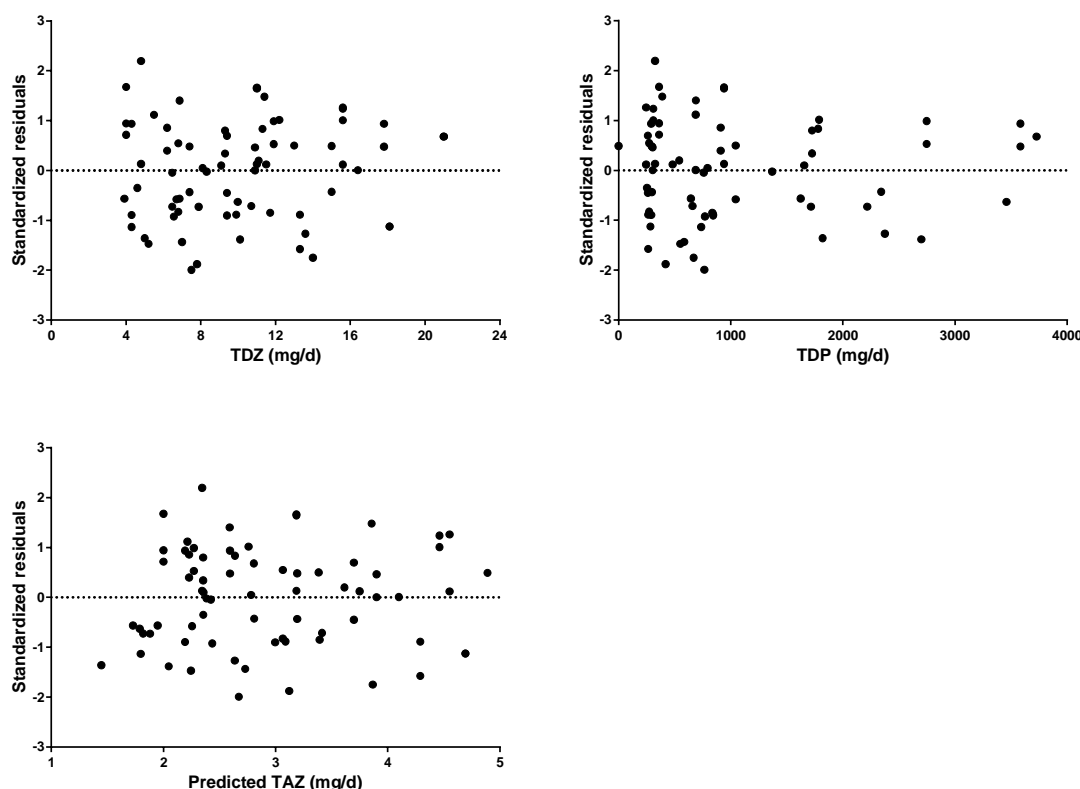 3
2
1
0
-1
-2
-3
Standardized residuals
0 4 8 12 16 20 24
TDZ (mg/d)
3
2
1
0
-1
-2
-3
Standardized residuals
0 1000 2000 3000 4000
TDP (mg/d)
3
2
1
0
-1
-2
-3
Standardized residuals
1 2 3 4 5
Predicted TAZ (mg/d)